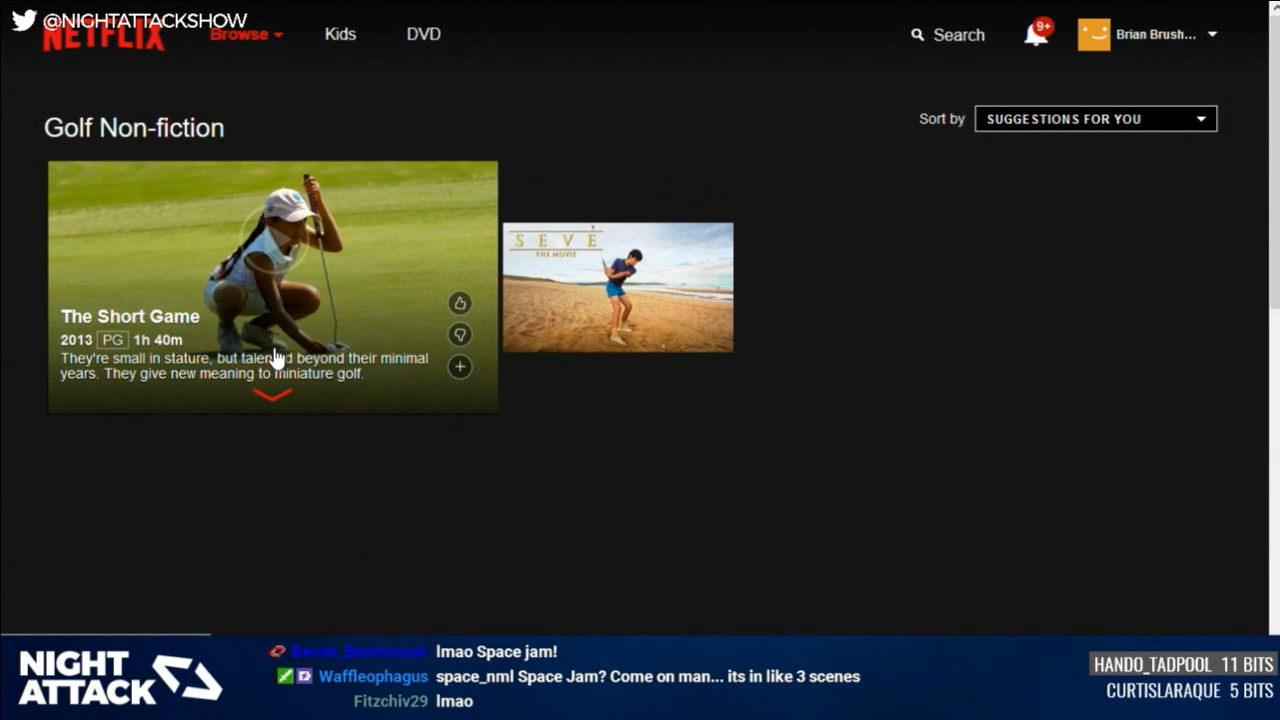 @NIGHTATTACKSHOW
NETFLIX
Browse
Kids
DVD
Search
9+
Brian Brush...
Golf Non-fiction
Sort by
SUGGESTIONS FOR YOU
The Short Game
2013 PG 1h 40m
They're small in stature, but talented beyond their minimal
years. They give new meaning to miniature golf.
SEVE
THE MOVIE
NIGHT
ATTACK
Benito_Boomcrash lmao Space jam!
Waffleophagus space_nml Space Jam? Come on man... its in like 3 scenes
Fitzchiv29 lmao
HANDO_TADPOOL 11 BITS
CURTISLARAQUE 5 BITS